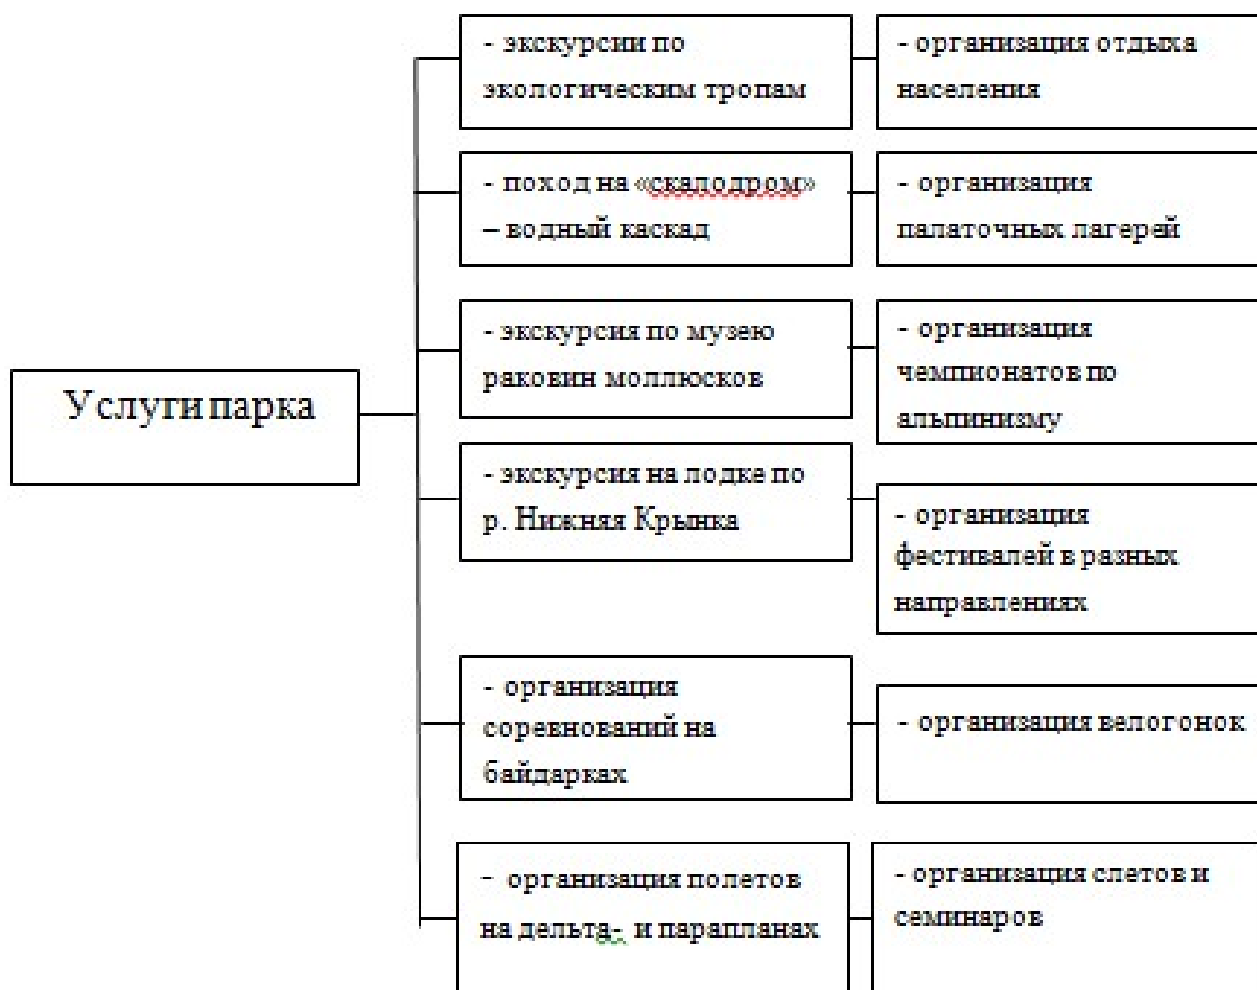 - экскурсии по
экологическим тропам
- организация отдыха
населения
- поход на «скалодром»
– водный каскад
- организация
палаточных лагерей
Услуги парка
- экскурсия по музею
раковин моллюсков
- организация
чемпионатов по
альпинизму
- экскурсия на лодке по
р. Нижняя Крынка
- организация
фестивалей в разных
направлениях
- организация
соревнований на
байдарках
- организация велогонок
- организация полетов
на дельта- и парапланах
- организация слетов и
семинаров